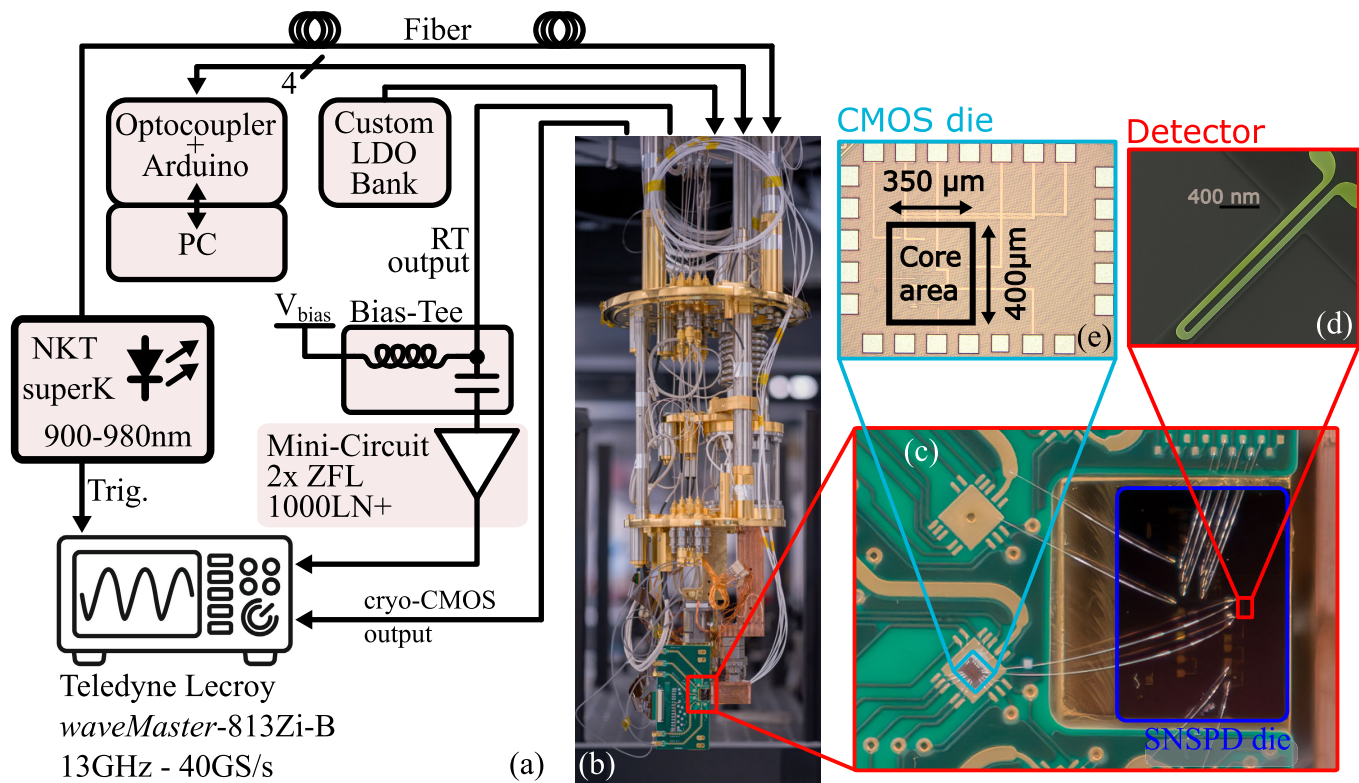 Fiber
4
Optocoupler
+
Arduino
PC
Custom
LDO
Bank
RT
output
V_bias
Bias-Tee
NKT
superK
900-980nm
Trig.
Mini-Circuit
2x ZFL
1000LN+
cryo-CMOS
output
Teledyne Lecroy
waveMaster-813Zi-B
13GHz - 40GS/s
(a)
(b)
CMOS die
350 μm
Core
area
400μm
(e)
Detector
400 nm
(d)
(c)
SNSPD die